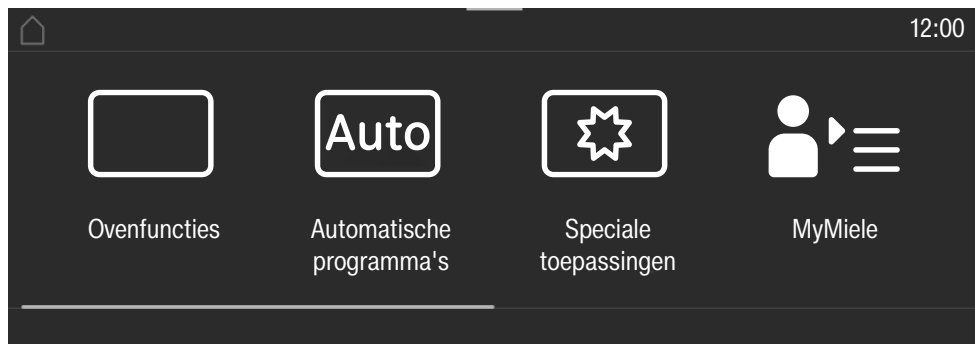 12:00
Auto
Ovenfuncties
Automatische
programma's
Speciale
toepassingen
MyMiele